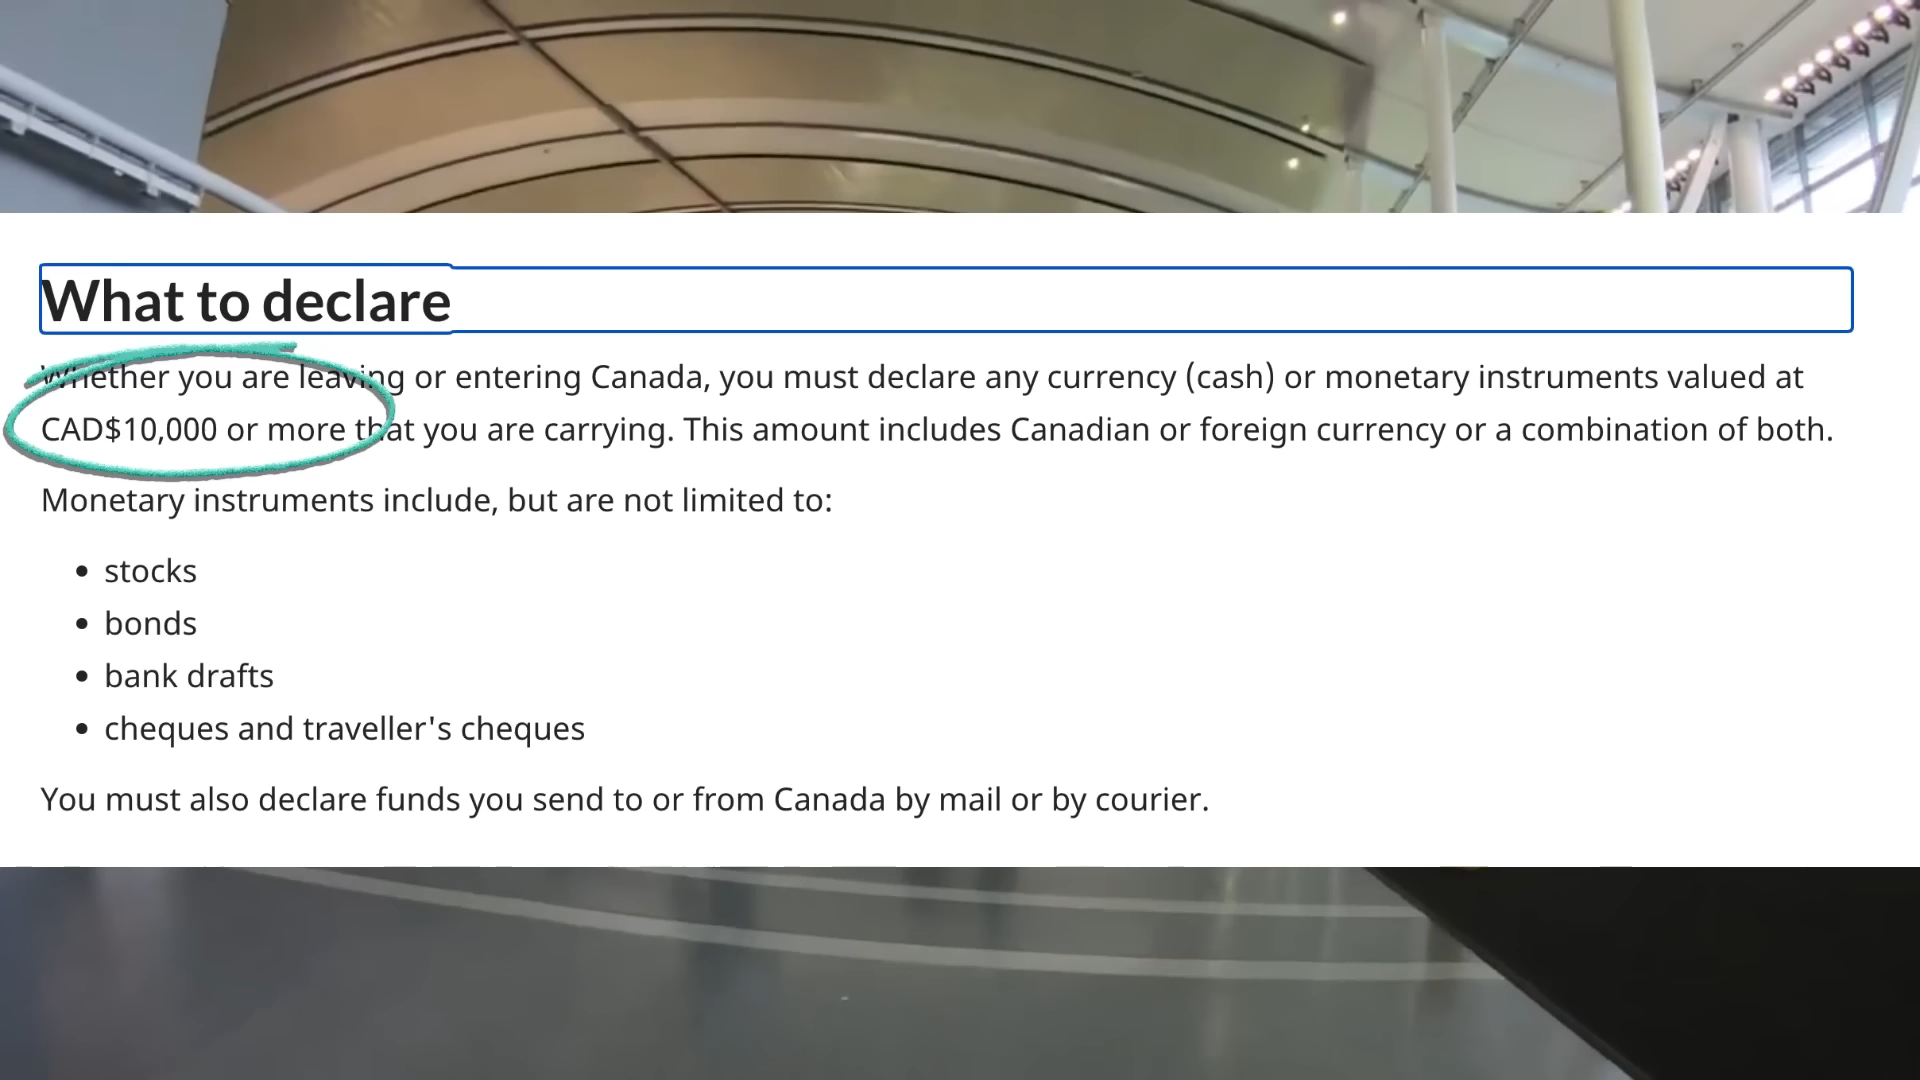 What to declare
Whether you are leaving or entering Canada, you must declare any currency (cash) or monetary instruments valued at
CAD$10,000 or more that you are carrying. This amount includes Canadian or foreign currency or a combination of both.
Monetary instruments include, but are not limited to:
• stocks
• bonds
• bank drafts
• cheques and traveller's cheques
You must also declare funds you send to or from Canada by mail or by courier.